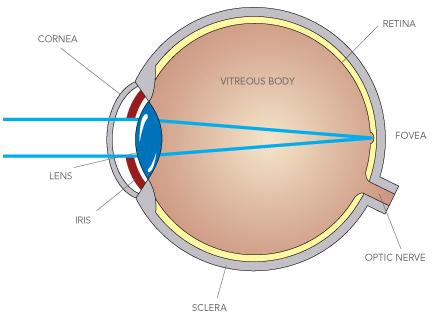 RETINA
CORNEA
VITREOUS BODY
FOVEA
LENS
IRIS
OPTIC NERVE
SCLERA